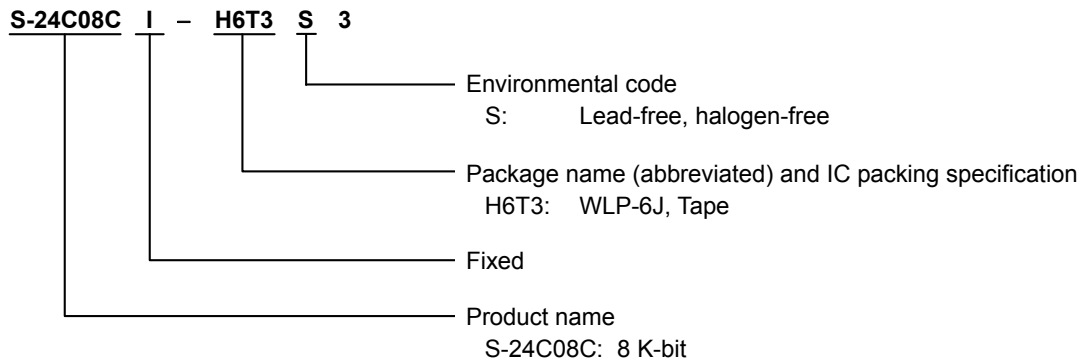 S-24C08C I – H6T3 S 3
Environmental code
S: Lead-free, halogen-free
Package name (abbreviated) and IC packing specification
H6T3: WLP-6J, Tape
Fixed
Product name
S-24C08C: 8 K-bit